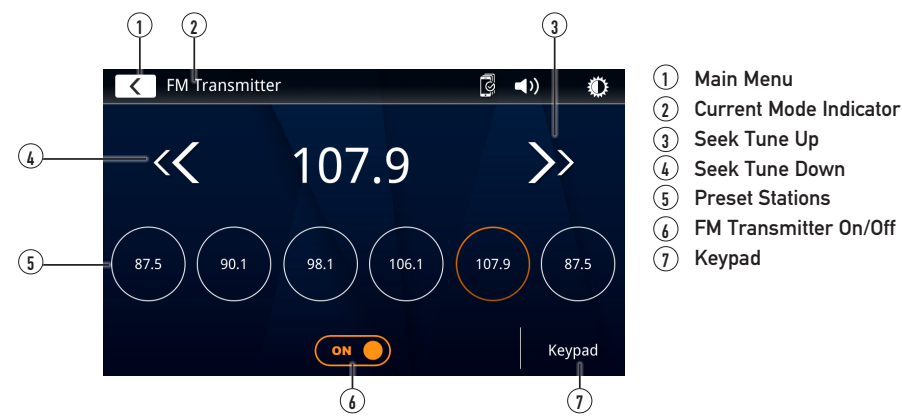 1 2 3
FM Transmitter
4 107.9
5 87.5 90.1 98.1 106.1 107.9 87.5
ON Keypad
6 7
1 Main Menu
2 Current Mode Indicator
3 Seek Tune Up
4 Seek Tune Down
5 Preset Stations
6 FM Transmitter On/Off
7 Keypad